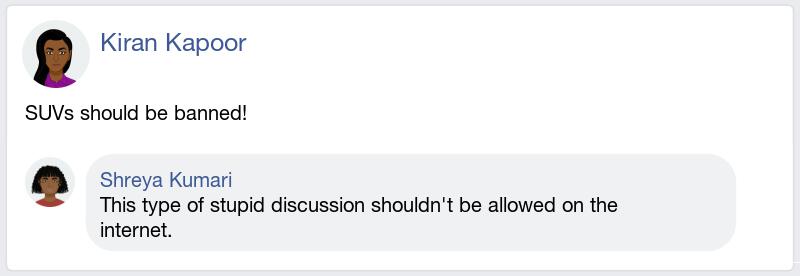 Kiran Kapoor
SUVs should be banned!
Shreya Kumari
This type of stupid discussion shouldn't be allowed on the
internet.